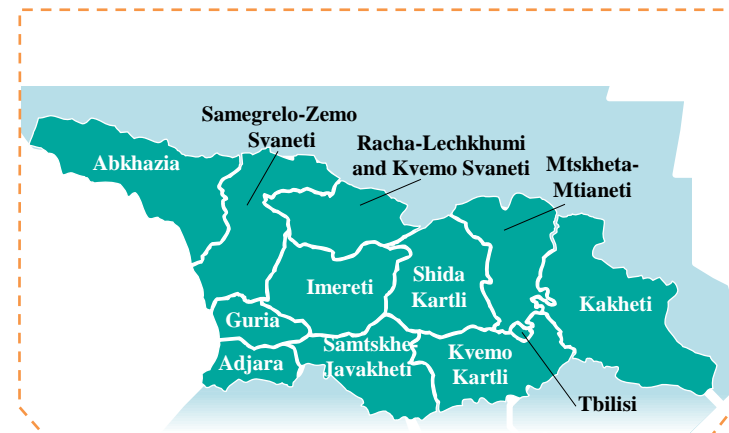 Samegrelo-Zemo
Svaneti
Racha-Lechkhumi
and Kvemo Svaneti
Mtskheta-
Mtianeti
Abkhazia
Imereti
Shida
Kartli
Kakheti
Guria
Adjara
Samtskhe-
Javakheti
Kvemo
Kartli
Tbilisi